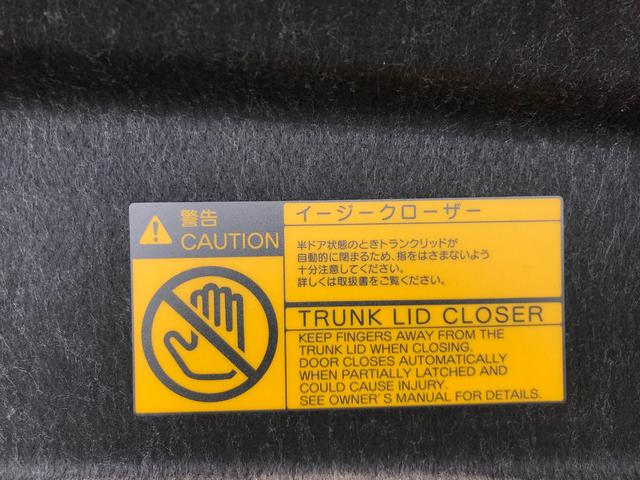 警告
CAUTION
イージークローザー
半ドア状態のときトランクリッドが
自動的に閉まるため、指をはさまないよう
十分注意してください。
詳しくは取扱書をご覧ください。
TRUNK LID CLOSER
KEEP FINGERS AWAY FROM THE
TRUNK LID WHEN CLOSING.
DOOR CLOSES AUTOMATICALLY
WHEN PARTIALLY LATCHED AND
COULD CAUSE INJURY.
SEE OWNER'S MANUAL FOR DETAILS.